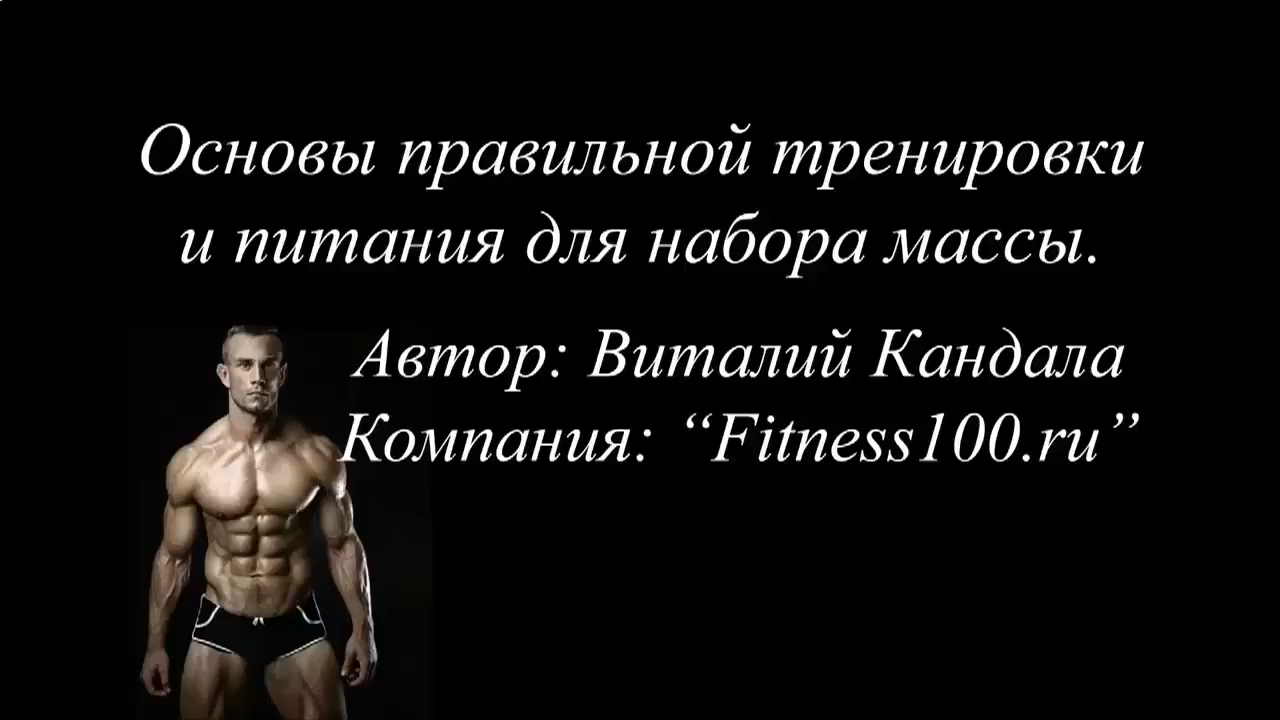 Основы правильной тренировки
и питания для набора массы.
Автор: Виталий Кандала
Компания: “Fitness100.ru”